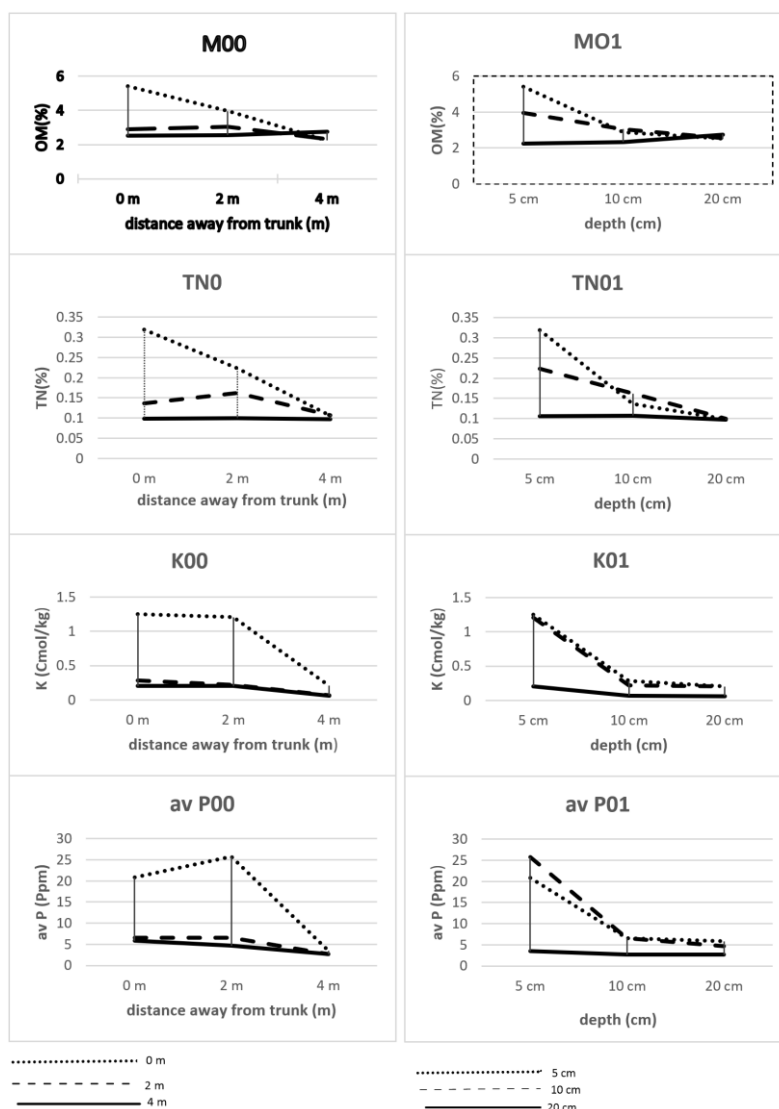 M00
6
4
2
0
OM(%)
0 m 2 m 4 m
distance away from trunk (m)
MO1
6
4
2
0
OM(%)
5 cm 10 cm 20 cm
depth (cm)
TN0
0.35
0.3
0.25
0.2
0.15
0.1
0.05
0
TN(%)
0 m 2 m 4 m
distance away from trunk (m)
TN01
0.35
0.3
0.25
0.2
0.15
0.1
0.05
0
TN(%)
5 cm 10 cm 20 cm
depth (cm)
K00
1.5
1
0.5
0
K (Cmol/kg)
0 m 2 m 4 m
distance away from trunk (m)
K01
1.5
1
0.5
0
K (Cmol/kg)
5 cm 10 cm 20 cm
depth (cm)
av P00
30
25
20
15
10
5
0
av P (Ppm)
0 m 2 m 4 m
distance away from trunk (m)
av P01
30
25
20
15
10
5
0
av P (Ppm)
5 cm 10 cm 20 cm
depth (cm)
0 m
2 m
4 m
5 cm
10 cm
20 cm